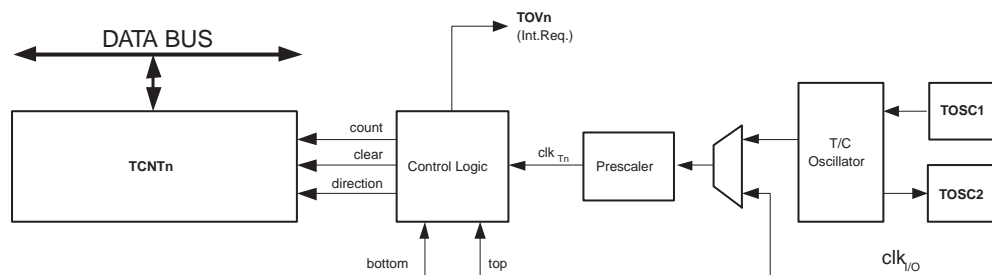 TOVn
(Int.Req.)
DATA BUS
TCNTn
count
clear
direction
Control Logic
clk Tn
Prescaler
T/C
Oscillator
TOSC1
TOSC2
bottom
top
clk I/O